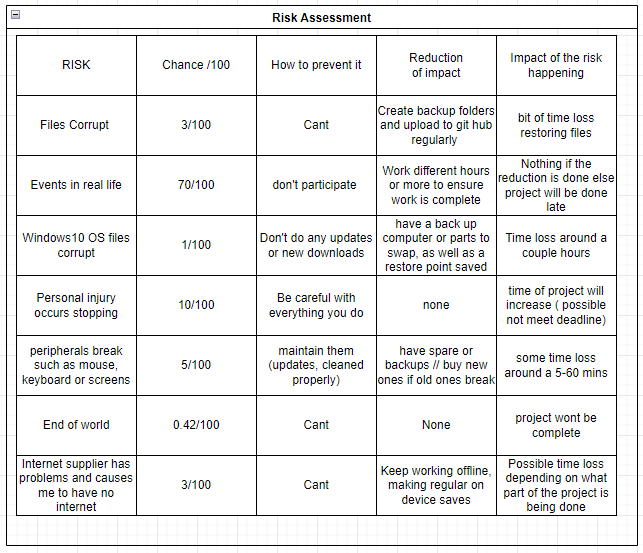 Risk Assessment
RISK
Chance /100
How to prevent it
Reduction
of impact
Impact of the risk
happening
Files Corrupt
3/100
Cant
Create backup folders
and upload to git hub
regularly
bit of time loss
restoring files
Events in real life
70/100
don't participate
Work different hours
or more to ensure
work is complete
Nothing if the
reduction is done else
project will be done
late
Windows10 OS files
corrupt
1/100
Don't do any updates
or new downloads
have a back up
computer or parts to
swap, as well as a
restore point saved
Time loss around a
couple hours
Personal injury
occurs stopping
10/100
Be careful with
everything you do
none
time of project will
increase ( possible
not meet deadline)
peripherals break
such as mouse,
keyboard or screens
5/100
maintain them
(updates, cleaned
properly)
have spare or
backups // buy new
ones if old ones break
some time loss
around a 5-60 mins
End of world
0.42/100
Cant
None
project wont be
complete
Internet supplier has
problems and causes
me to have no
internet
3/100
Cant
Keep working offline,
making regular on
device saves
Possible time loss
depending on what
part of the project is
being done